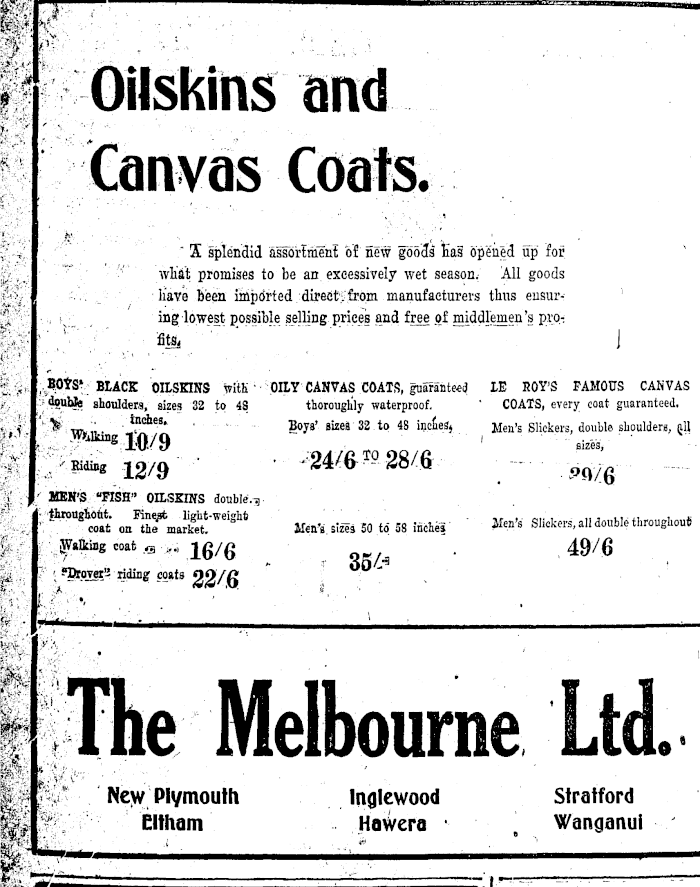 Oilskins and
Canvas Coats.
A splendid assortment of new goods has opened up for
what promises to be an excessively wet season. All goods
have been imported direct from manufacturers thus ensur-
ing lowest possible selling prices and free of middlemen's pro-
fits.
BOYS' BLACK OILSKINS with
double shoulders, sizes 32 to 48
inches.
Walking 10/9
Riding 12/9
MEN'S "FISH" OILSKINS double
throughout. Finest light-weight
coat on the market.
Walking coat 16/6
"Drover" riding coats 22/6
OILY CANVAS COATS, guaranteed
thoroughly waterproof.
Boys' sizes 32 to 48 inches,
24/6 TO 28/6
Men's sizes 50 to 58 inches
35/-
LE ROY'S FAMOUS CANVAS
COATS, every coat guaranteed.
Men's Slickers, double shoulders, all
sizes,
/6
Men's Slickers, all double throughout
49/6
The Melbourne Ltd.
New Plymouth Inglewood Stratford
Eltham Hawera Wanganui